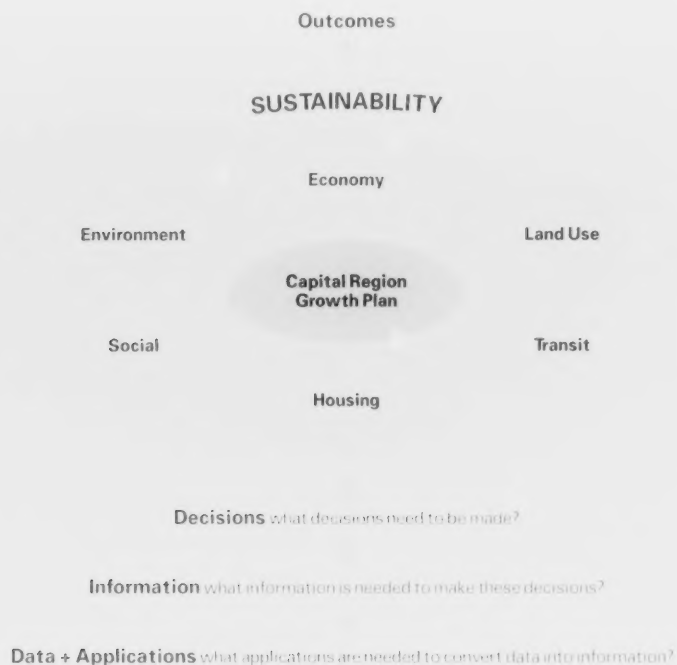 Outcomes
SUSTAINABILITY
Economy
Environment
Land Use
Capital Region
Growth Plan
Social
Transit
Housing
Decisions what decisions need to be made?
Information what information is needed to make these decisions?
Data + Applications what applications are needed to convert data into information?